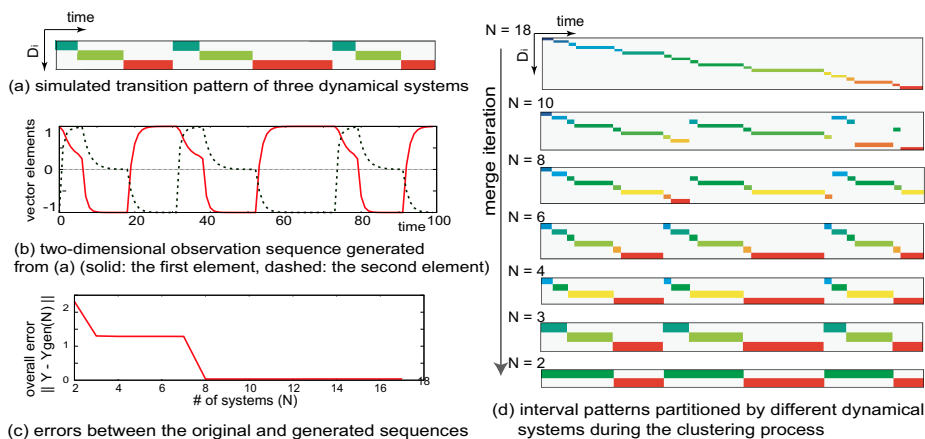 time
Di
(a) simulated transition pattern of three dynamical systems
vector elements
1
0
-1
0 20 40 60 80 100
time
(b) two-dimensional observation sequence generated
from (a) (solid: the first element, dashed: the second element)
overall error
|| Y - Ygen(N) ||
2
1
0
2 4 6 8 10 12 14 16 18
# of systems (N)
(c) errors between the original and generated sequences
time
N = 18
Di
merge iteration
N = 10
N = 8
N = 6
N = 4
N = 3
N = 2
(d) interval patterns partitioned by different dynamical
systems during the clustering process